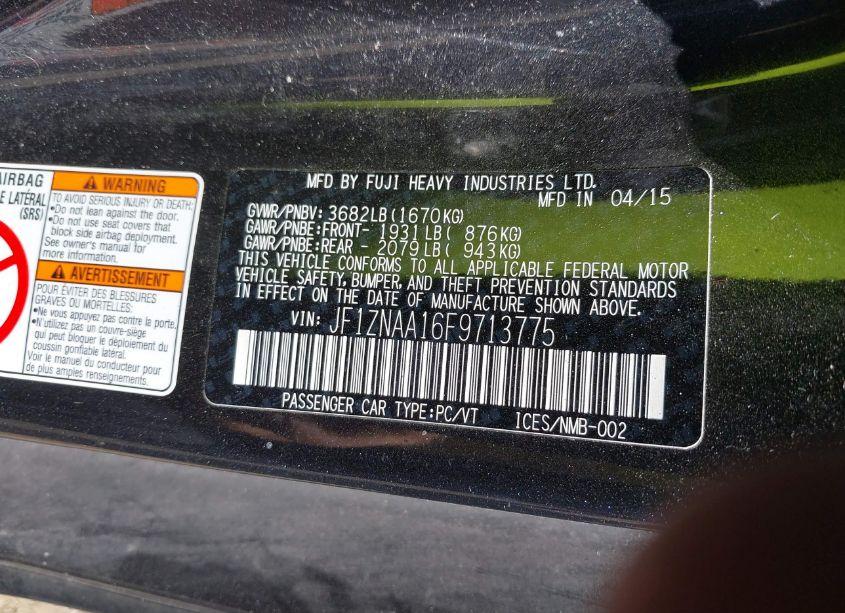 AIRBAG
E LATÉRAL
(SRS)
WARNING
TO AVOID SERIOUS INJURY OR DEATH:
•Do not lean against the door.
•Do not use seat covers that
block side airbag deployment.
See owner's manual for
more information.
AVERTISSEMENT
POUR ÉVITER DES BLESSURES
GRAVES OU MORTELLES:
•Ne vous appuyez pas contre la porte.
•N'utilisez pas un couvre-siège
qui peut bloquer le déploiement du
coussin gonflable latéral.
Voir le manuel du conducteur pour
de plus amples renseignements.
MFD BY FUJI HEAVY INDUSTRIES LTD.
MFD IN 04/15
GVWR/PNBV: 3682LB(1670KG)
GAWR/PNBE:FRONT- 1931LB( 876KG)
GAWR/PNBE:REAR - 2079LB( 943KG)
THIS VEHICLE CONFORMS TO ALL APPLICABLE FEDERAL MOTOR
VEHICLE SAFETY, BUMPER, AND THEFT PREVENTION STANDARDS
IN EFFECT ON THE DATE OF MANUFACTURE SHOWN ABOVE.
VIN: JF1ZNAA16F9713775
PASSENGER CAR TYPE:PC/VT ICES/NMB-002